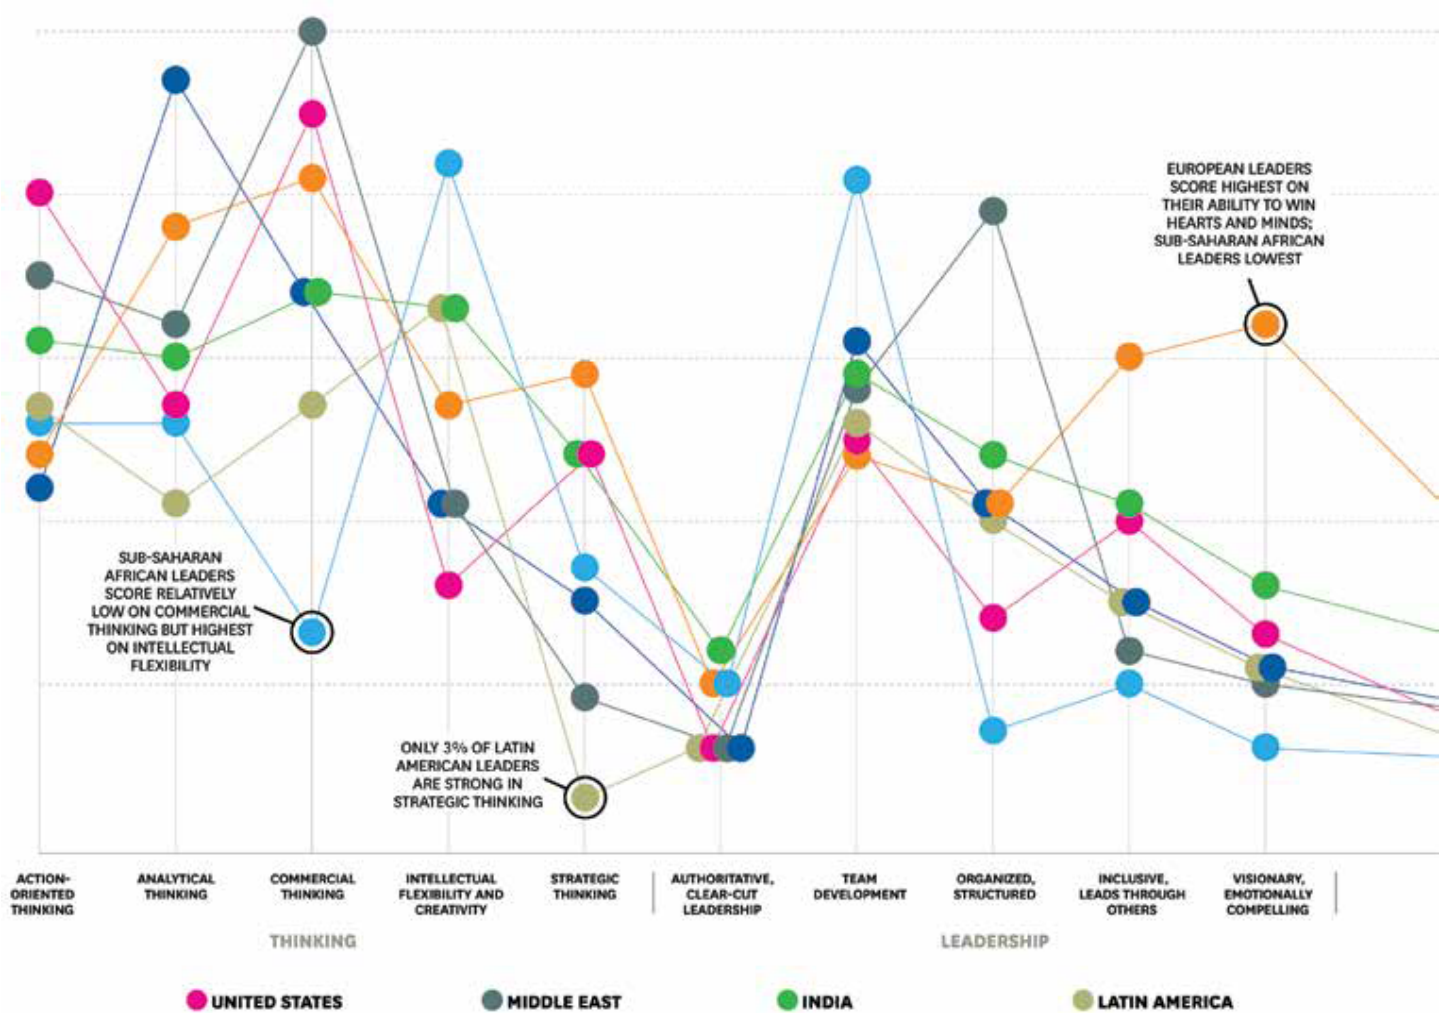 EUROPEAN LEADERS
SCORE HIGHEST ON
THEIR ABILITY TO WIN
HEARTS AND MINDS;
SUB-SAHARAN AFRICAN
LEADERS LOWEST
SUB-SAHARAN
AFRICAN LEADERS
SCORE RELATIVELY
LOW ON COMMERCIAL
THINKING BUT HIGHEST
ON INTELLECTUAL
FLEXIBILITY
ONLY 3% OF LATIN
AMERICAN LEADERS
ARE STRONG IN
STRATEGIC THINKING
ACTION-
ORIENTED
THINKING
ANALYTICAL
THINKING
COMMERCIAL
THINKING
INTELLECTUAL
FLEXIBILITY AND
CREATIVITY
STRATEGIC
THINKING
AUTHORITATIVE,
CLEAR-CUT
LEADERSHIP
TEAM
DEVELOPMENT
ORGANIZED,
STRUCTURED
INCLUSIVE,
LEADS THROUGH
OTHERS
VISIONARY,
EMOTIONALLY
COMPELLING
THINKING
LEADERSHIP
UNITED STATES
MIDDLE EAST
INDIA
LATIN AMERICA